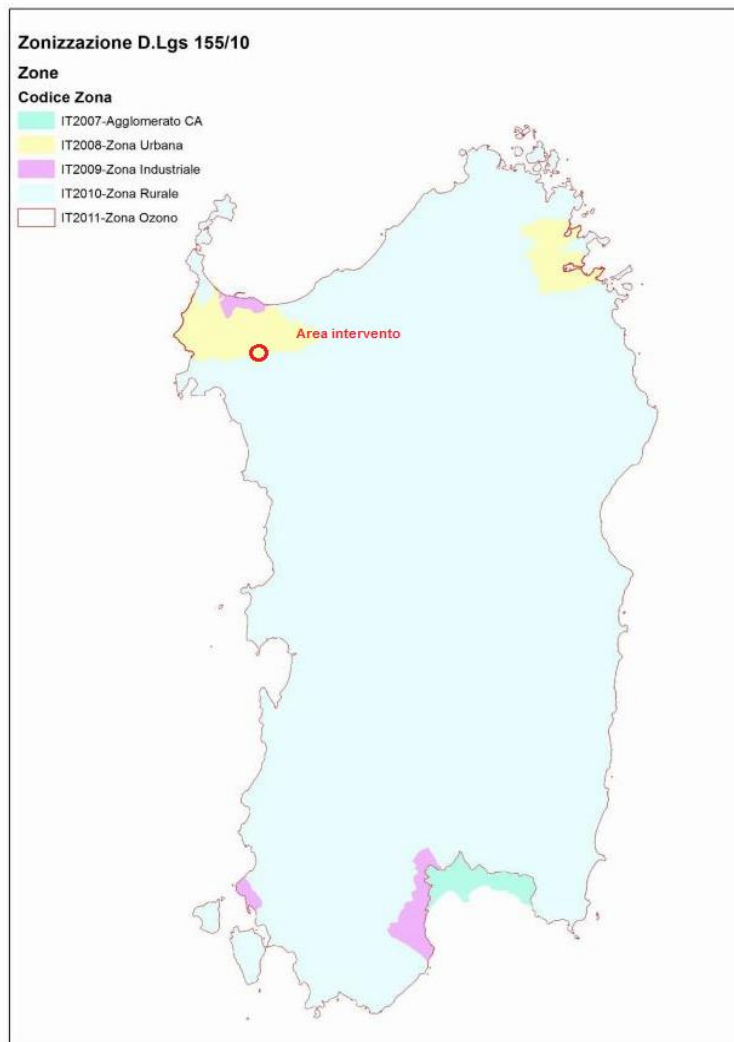 Zonizzazione D.Lgs 155/10
Zone
Codice Zona
IT2007-Agglomerato CA
IT2008-Zona Urbana
IT2009-Zona Industriale
IT2010-Zona Rurale
IT2011-Zona Ozono
Area intervento